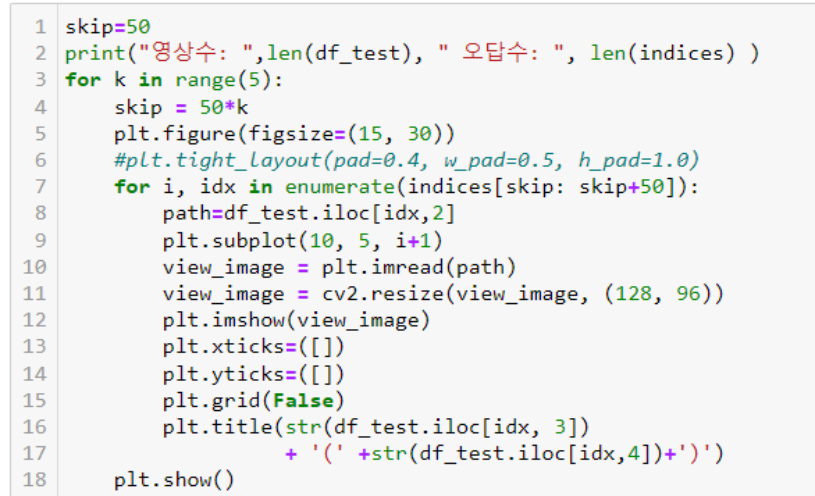 1 skip=50
2 print("영상수: ",len(df_test), " 오답수: ", len(indices) )
3 for k in range(5):
4     skip = 50*k
5     plt.figure(figsize=(15, 30))
6     #plt.tight_layout(pad=0.4, w_pad=0.5, h_pad=1.0)
7     for i, idx in enumerate(indices[skip: skip+50]):
8         path=df_test.iloc[idx,2]
9         plt.subplot(10, 5, i+1)
10         view_image = plt.imread(path)
11         view_image = cv2.resize(view_image, (128, 96))
12         plt.imshow(view_image)
13         plt.xticks=([])
14         plt.yticks=([])
15         plt.grid(False)
16         plt.title(str(df_test.iloc[idx, 3])
17                   + '(' +str(df_test.iloc[idx,4])+')')
18     plt.show()